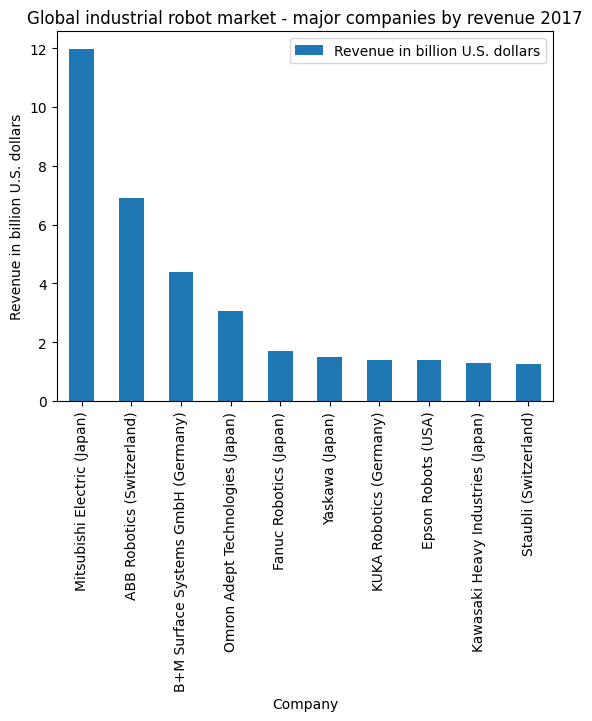 Global industrial robot market - major companies by revenue 2017
Revenue in billion U.S. dollars
Revenue in billion U.S. dollars
12
10
8
6
4
2
0
Mitsubishi Electric (Japan)
ABB Robotics (Switzerland)
B+M Surface Systems GmbH (Germany)
Omron Adept Technologies (Japan)
Fanuc Robotics (Japan)
Yaskawa (Japan)
KUKA Robotics (Germany)
Epson Robots (USA)
Kawasaki Heavy Industries (Japan)
Staubli (Switzerland)
Company